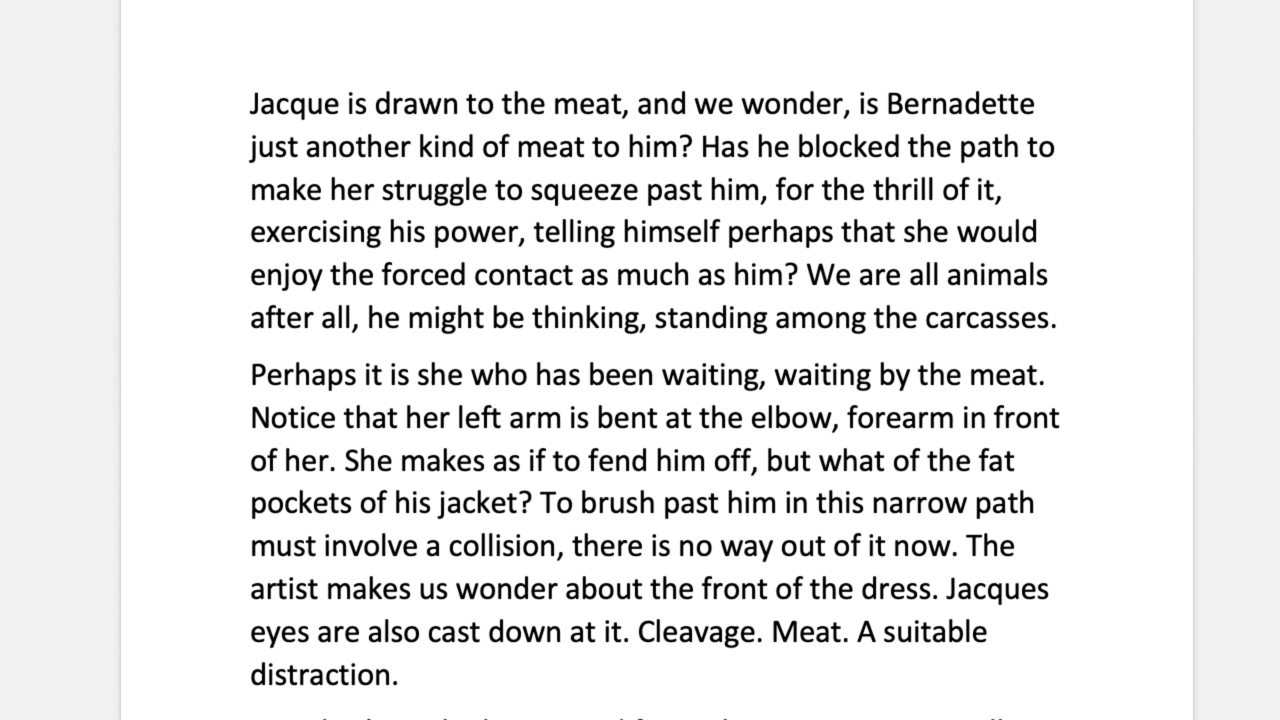 Jacque is drawn to the meat, and we wonder, is Bernadette
just another kind of meat to him? Has he blocked the path to
make her struggle to squeeze past him, for the thrill of it,
exercising his power, telling himself perhaps that she would
enjoy the forced contact as much as him? We are all animals
after all, he might be thinking, standing among the carcasses.
Perhaps it is she who has been waiting, waiting by the meat.
Notice that her left arm is bent at the elbow, forearm in front
of her. She makes as if to fend him off, but what of the fat
pockets of his jacket? To brush past him in this narrow path
must involve a collision, there is no way out of it now. The
artist makes us wonder about the front of the dress. Jacques
eyes are also cast down at it. Cleavage. Meat. A suitable
distraction.